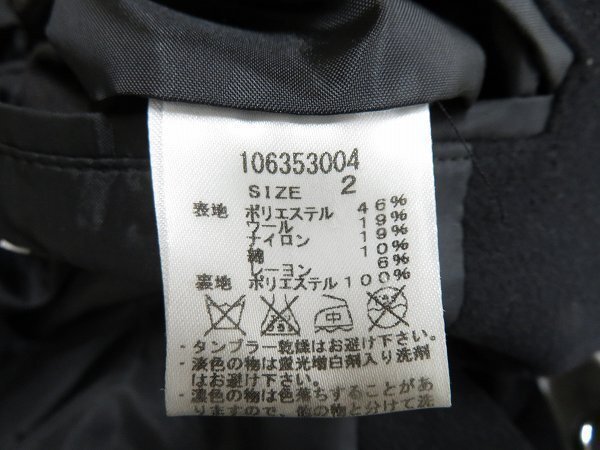 106353004
SIZE 2
表地 ポリエステル 46%
ウール 19%
ナイロン 19%
綿 10%
レーヨン 6%
裏地 ポリエステル 100%
・タンブラー乾燥はお避け下さい。
・淡色の物は蛍光増白剤入り洗剤
はお避け下さい。
・濃色の物は色落ちすることがあ
りますので、他の物と分けて洗